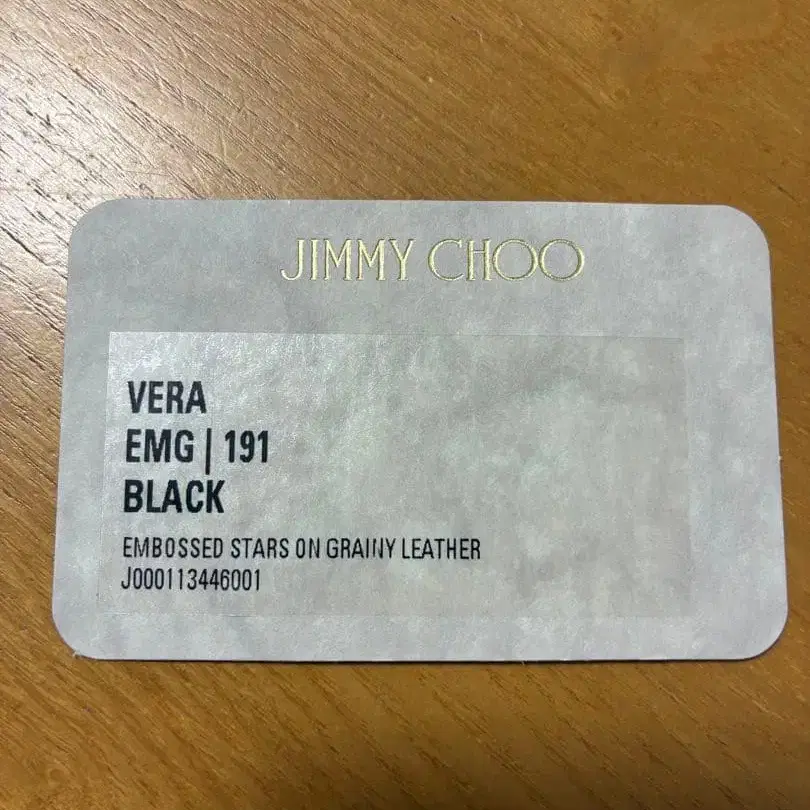 JIMMY CHOO
VERA
EMG | 191
BLACK
EMBOSSED STARS ON GRAINY LEATHER
J000113446001